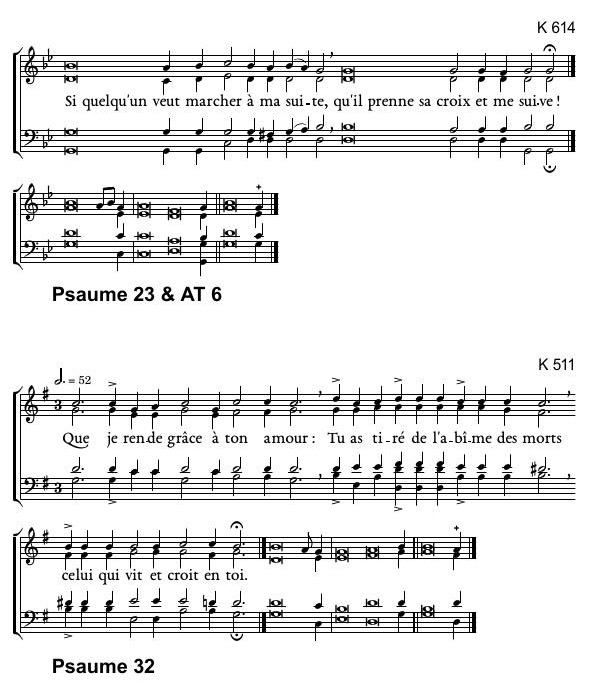 K 614
Si quelqu'un veut marcher à ma sui-te, qu'il prenne sa croix et me sui-ve !
Psaume 23 & AT 6
K 511
= 52
Que je ren-de grâce à ton amour : Tu as ti-ré de l'a-bî-me des morts
celui qui vit et croit en toi.
Psaume 32